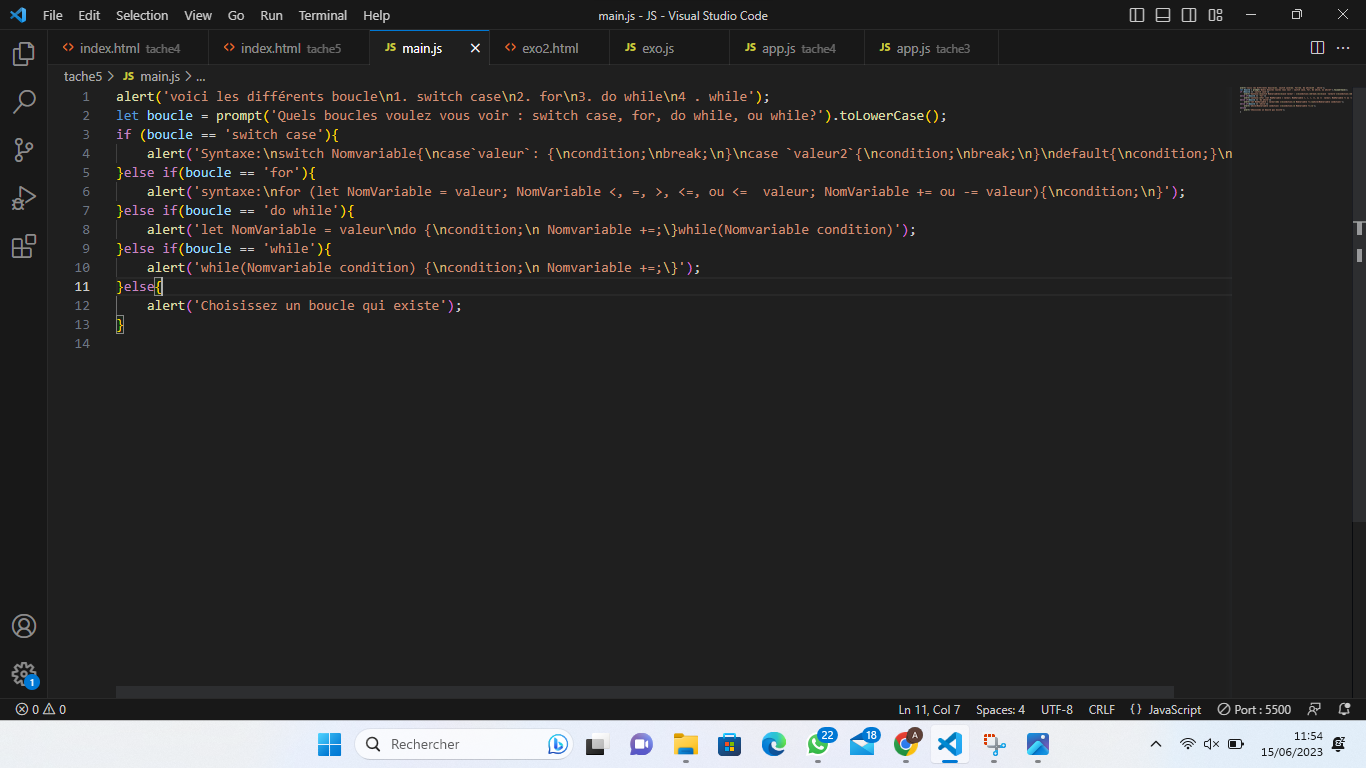 File Edit Selection View Go Run Terminal Help
main.js - JS - Visual Studio Code
index.html tache4
index.html tache5
JS main.js
exo2.html
JS exo.js
JS app.js tache4
JS app.js tache3
tache5 > JS main.js > ...
1 alert('voici les différents boucle\n1. switch case\n2. for\n3. do while\n4 . while');
2 let boucle = prompt('Quels boucles voulez vous voir : switch case, for, do while, ou while?').toLowerCase();
3 if (boucle == 'switch case'){
4 alert('Syntaxe:\nswitch Nomvariable{\ncase`valeur`: {\ncondition;\nbreak;\n}\ncase `valeur2`{\ncondition;\nbreak;\n}\ndefault{\ncondition;}\n
5 }else if(boucle == 'for'){
6 alert('syntaxe:\nfor (let NomVariable = valeur; NomVariable <, =, >, <=, ou <=  valeur; NomVariable += ou -= valeur){\ncondition;\n}');
7 }else if(boucle == 'do while'){
8 alert('let NomVariable = valeur\ndo {\ncondition;\n Nomvariable +=;\}while(Nomvariable condition)');
9 }else if(boucle == 'while'){
10 alert('while(Nomvariable condition) {\ncondition;\n Nomvariable +=;\}');
11 }else{
12 alert('Choisissez un boucle qui existe');
13 }
14
1
0 0
Ln 11, Col 7 Spaces: 4 UTF-8 CRLF {} JavaScript Port : 5500
Rechercher
22
18
A
11:54
15/06/2023